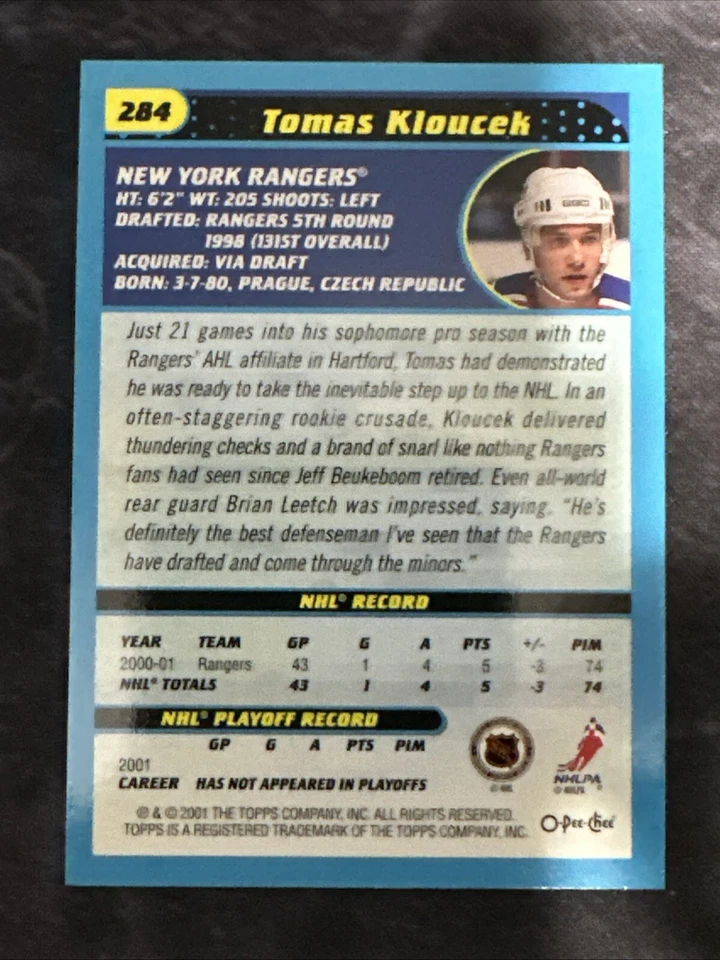 284
Tomas Kloucek
NEW YORK RANGERS®
HT: 6'2" WT: 205 SHOOTS: LEFT
DRAFTED: RANGERS 5TH ROUND
1998 (131ST OVERALL)
ACQUIRED: VIA DRAFT
BORN: 3-7-80, PRAGUE, CZECH REPUBLIC
Just 21 games into his sophomore pro season with the
Rangers' AHL affiliate in Hartford, Tomas had demonstrated
he was ready to take the inevitable step up to the NHL. In an
often-staggering rookie crusade, Kloucek delivered
thundering checks and a brand of snarl like nothing Rangers
fans had seen since Jeff Beukeboom retired. Even all-world
rear guard Brian Leetch was impressed, saying, "He's
definitely the best defenseman I've seen that the Rangers
have drafted and come through the minors."
NHL® RECORD
YEAR TEAM GP G A PTS +/- PIM
2000-01 Rangers 43 1 4 5 -3 74
NHL® TOTALS 43 1 4 5 -3 74
NHL® PLAYOFF RECORD
GP G A PTS PIM
2001
CAREER HAS NOT APPEARED IN PLAYOFFS
NHLPA
® & © 2001 THE TOPPS COMPANY, INC. ALL RIGHTS RESERVED.
TOPPS IS A REGISTERED TRADEMARK OF THE TOPPS COMPANY, INC.
O-Pee-Chee